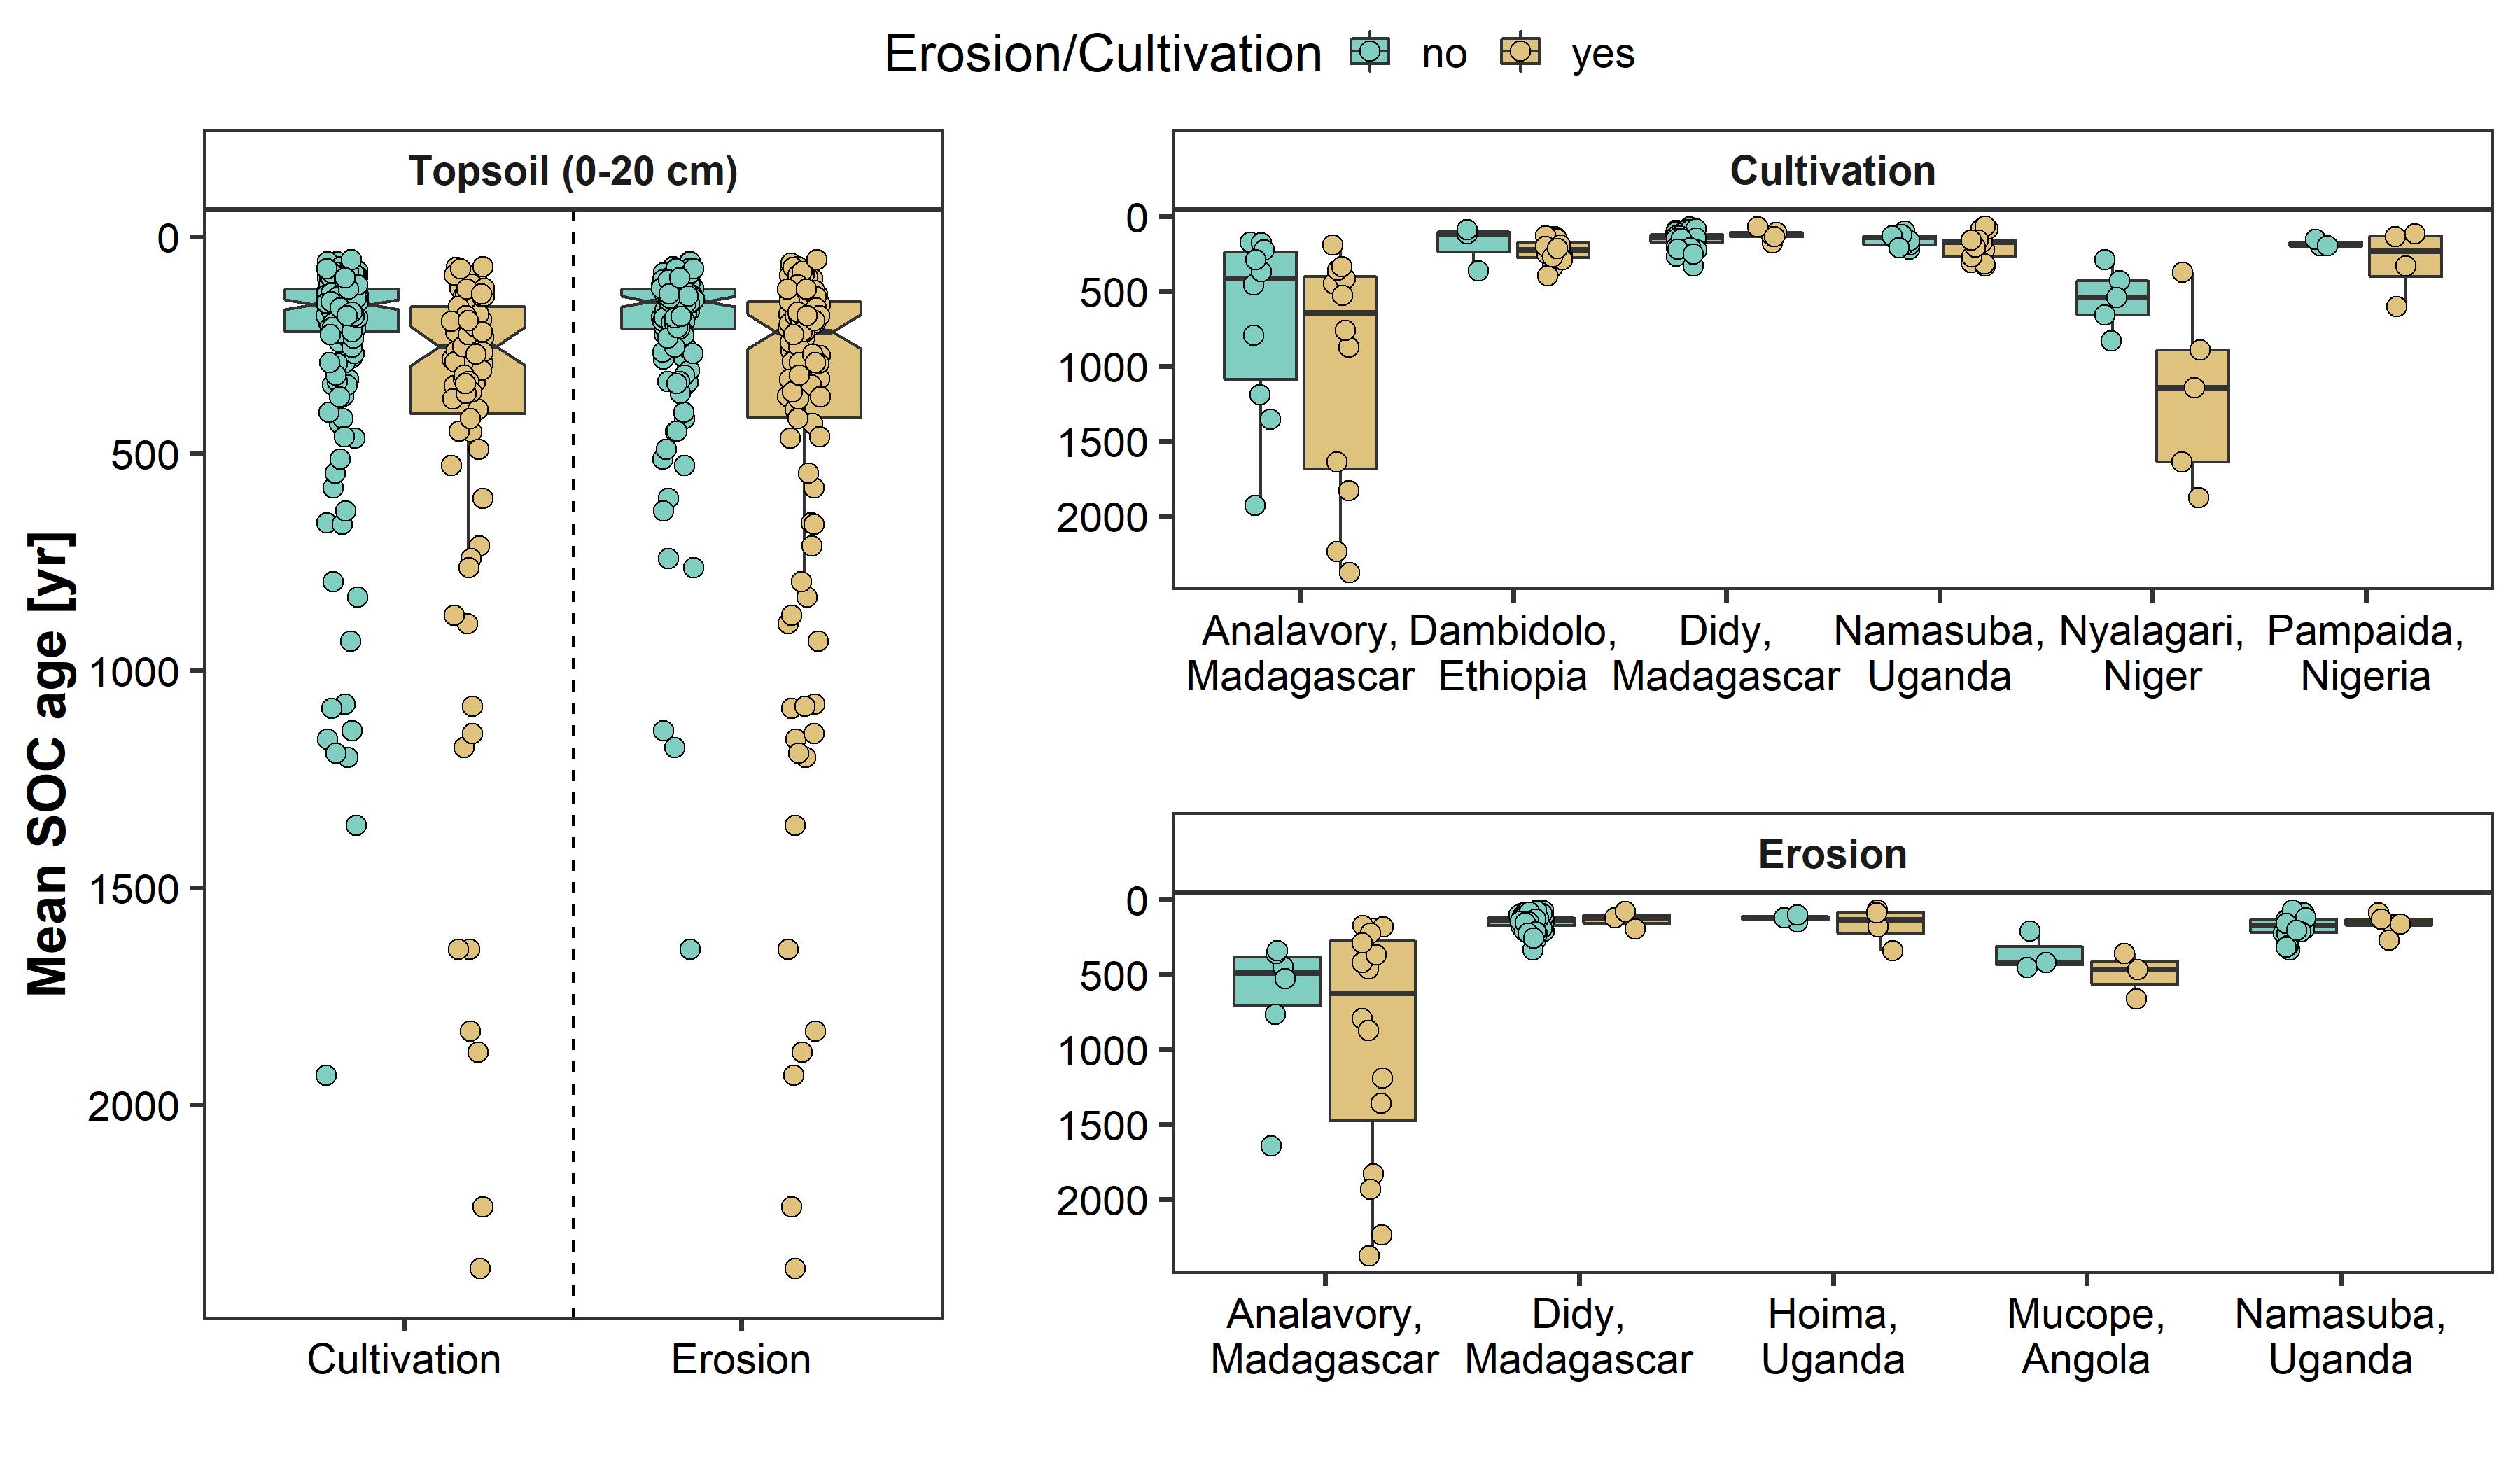 Erosion/Cultivation no yes
Topsoil (0-20 cm)
Mean SOC age [yr]
0
500
1000
1500
2000
Cultivation Erosion
Cultivation
0
500
1000
1500
2000
Analavory, Dambidolo, Didy, Namasuba, Nyalagari, Pampaida,
Madagascar Ethiopia Madagascar Uganda Niger Nigeria
Erosion
0
500
1000
1500
2000
Analavory, Didy, Hoima, Mucope, Namasuba,
Madagascar Madagascar Uganda Angola Uganda